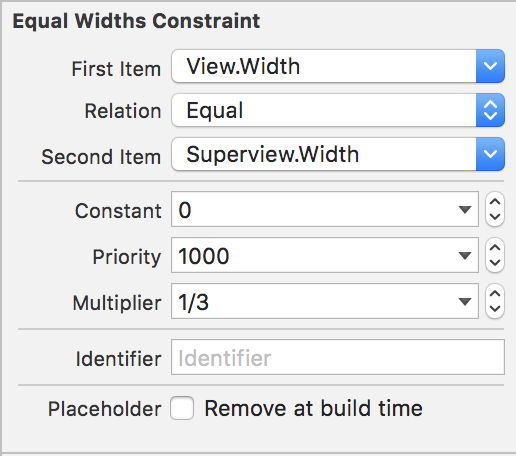 Equal Widths Constraint
First Item View.Width
Relation Equal
Second Item Superview.Width
Constant 0
Priority 1000
Multiplier 1/3
Identifier Identifier
Placeholder Remove at build time